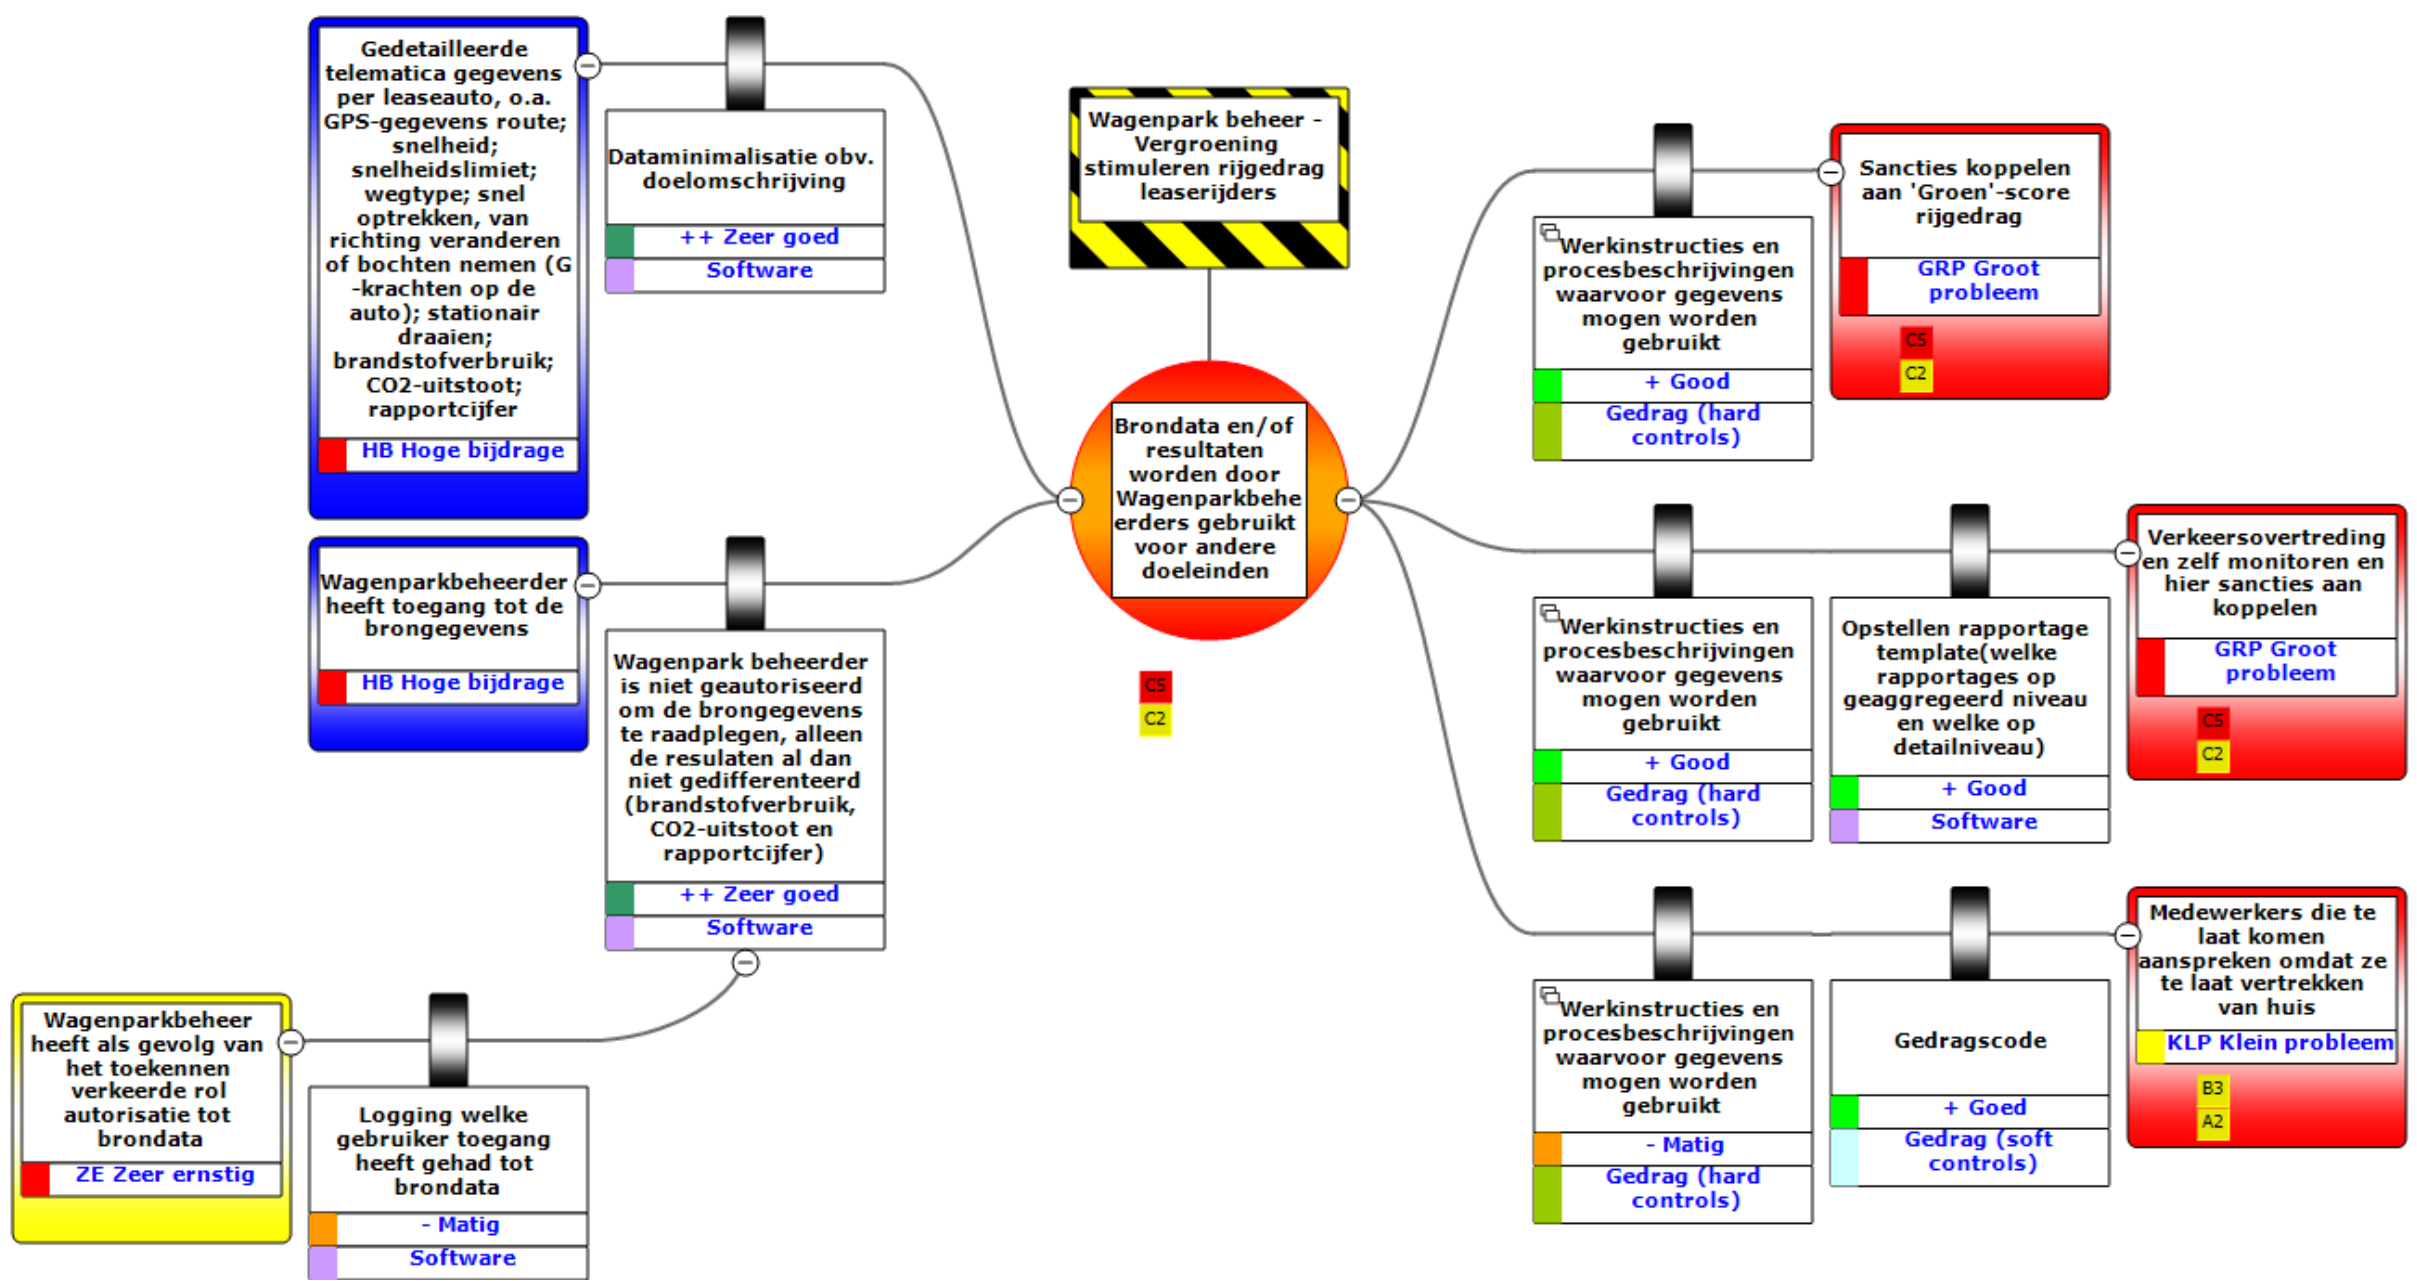 Gedetailleerde
telematica gegevens
per leaseauto, o.a.
GPS-gegevens route;
snelheid;
snelheidslimiet;
wegtype; snel
optrekken, van
richting veranderen
of bochten nemen (G
-krachten op de
auto); stationair
draaien;
brandstofverbruik;
CO2-uitstoot;
rapportcijfer
HB Hoge bijdrage
Dataminimalisatie obv.
doelomschrijving
++ Zeer goed
Software
Wagenparkbeheerder
heeft toegang tot de
brongegevens
HB Hoge bijdrage
Wagenpark beheerder
is niet geautoriseerd
om de brongegevens
te raadplegen, alleen
de resulaten al dan
niet gedifferenteerd
(brandstofverbruik,
CO2-uitstoot en
rapportcijfer)
++ Zeer goed
Software
Wagenparkbeheer
heeft als gevolg van
het toekennen
verkeerde rol
autorisatie tot
brondata
ZE Zeer ernstig
Logging welke
gebruiker toegang
heeft gehad tot
brondata
- Matig
Software
Wagenpark beheer -
Vergroening
stimuleren rijgedrag
leaserijders
Brondata en/of
resultaten
worden door
Wagenparkbehe
erders gebruikt
voor andere
doeleinden
C5
C2
Werkinstructies en
procesbeschrijvingen
waarvoor gegevens
mogen worden
gebruikt
+ Good
Gedrag (hard
controls)
Sancties koppelen
aan 'Groen'-score
rijgedrag
GRP Groot
probleem
C5
C2
Werkinstructies en
procesbeschrijvingen
waarvoor gegevens
mogen worden
gebruikt
+ Good
Gedrag (hard
controls)
Opstellen rapportage
template(welke
rapportages op
geaggregeerd niveau
en welke op
detailniveau)
+ Good
Software
Verkeersovertreding
en zelf monitoren en
hier sancties aan
koppelen
GRP Groot
probleem
C5
C2
Werkinstructies en
procesbeschrijvingen
waarvoor gegevens
mogen worden
gebruikt
- Matig
Gedrag (hard
controls)
Gedragscode
+ Goed
Gedrag (soft
controls)
Medewerkers die te
laat komen
aanspreken omdat ze
te laat vertrekken
van huis
KLP Klein probleem
B3
A2